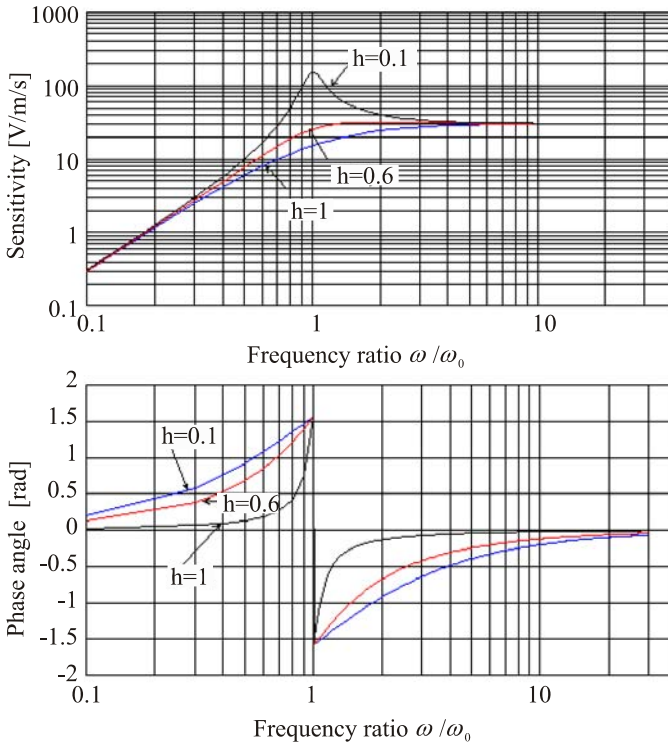 1000
100
10
1
0.1
Sensitivity [V/m/s]
h=0.1
h=0.6
h=1
0.1
1
10
Frequency ratio ω/ω₀
2
1.5
1
0.5
0
-0.5
-1
-1.5
-2
Phase angle [rad]
h=0.1
h=0.6
h=1
0.1
1
10
Frequency ratio ω/ω₀